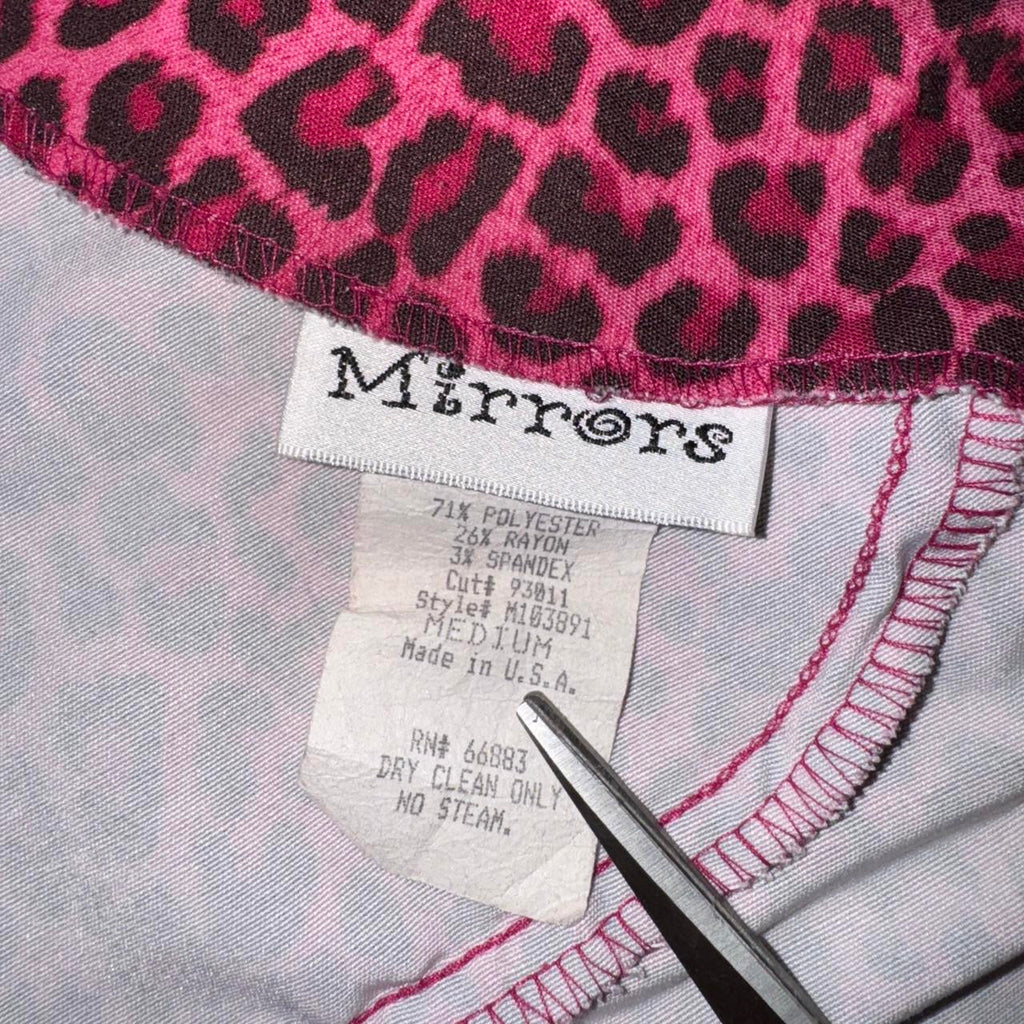 Mirrors
71% POLYESTER
26% RAYON
3% SPANDEX
Cut# 93011
Style# M103891
MEDIUM
Made in U.S.A.
RN# 66883
DRY CLEAN ONLY
NO STEAM.